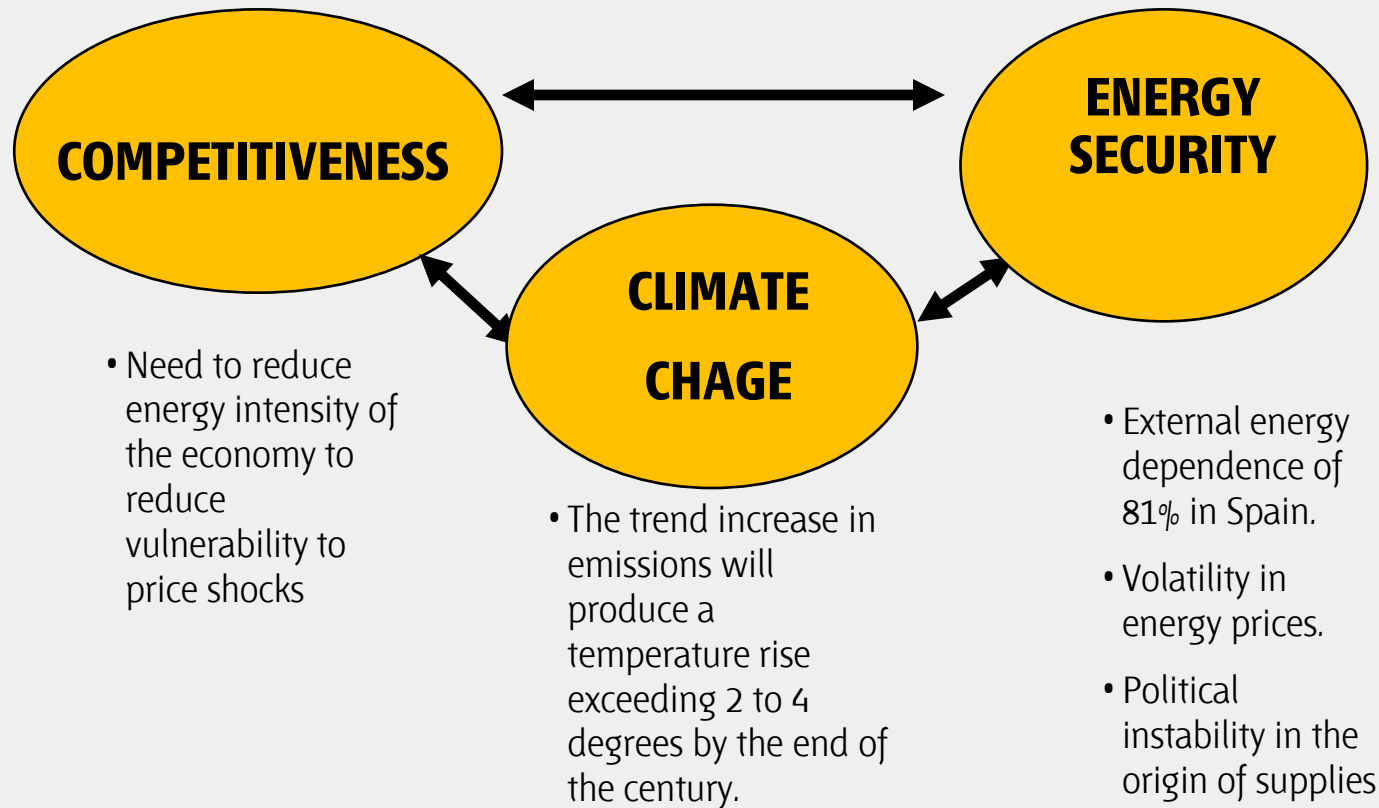 COMPETITIVENESS
ENERGY
SECURITY
CLIMATE
CHAGE
• Need to reduce
energy intensity of
the economy to
reduce
vulnerability to
price shocks
• The trend increase in
emissions will
produce a
temperature rise
exceeding 2 to 4
degrees by the end of
the century.
• External energy
dependence of
81% in Spain.
• Volatility in
energy prices.
• Political
instability in the
origin of supplies